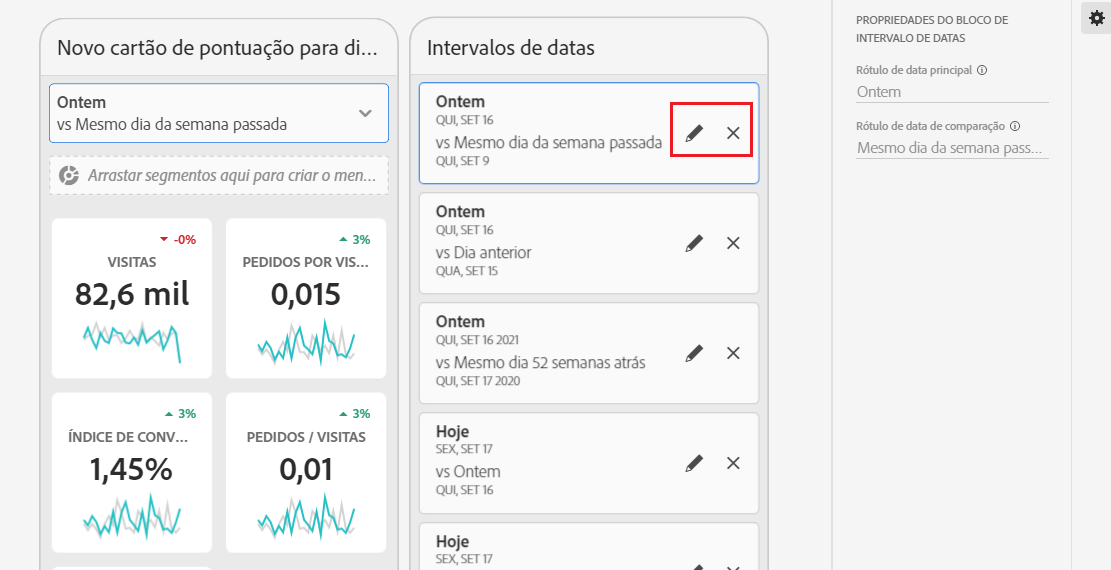 Novo cartão de pontuação para di...
Ontem
vs Mesmo dia da semana passada
Arrastar segmentos aqui para criar o men...
-0%
VISITAS
82,6 mil
3%
PEDIDOS POR VIS...
0,015
3%
ÍNDICE DE CONV...
1,45%
3%
PEDIDOS / VISITAS
0,01
Intervalos de datas
Ontem
QUI, SET 16
vs Mesmo dia da semana passada
QUI, SET 9
Ontem
QUI, SET 16
vs Dia anterior
QUA, SET 15
Ontem
QUI, SET 16 2021
vs Mesmo dia 52 semanas atrás
QUI, SET 17 2020
Hoje
SEX, SET 17
vs Ontem
QUI, SET 16
Hoje
SEX, SET 17
PROPRIEDADES DO BLOCO DE
INTERVALO DE DATAS
Rótulo de data principal
Ontem
Rótulo de data de comparação
Mesmo dia da semana pass...